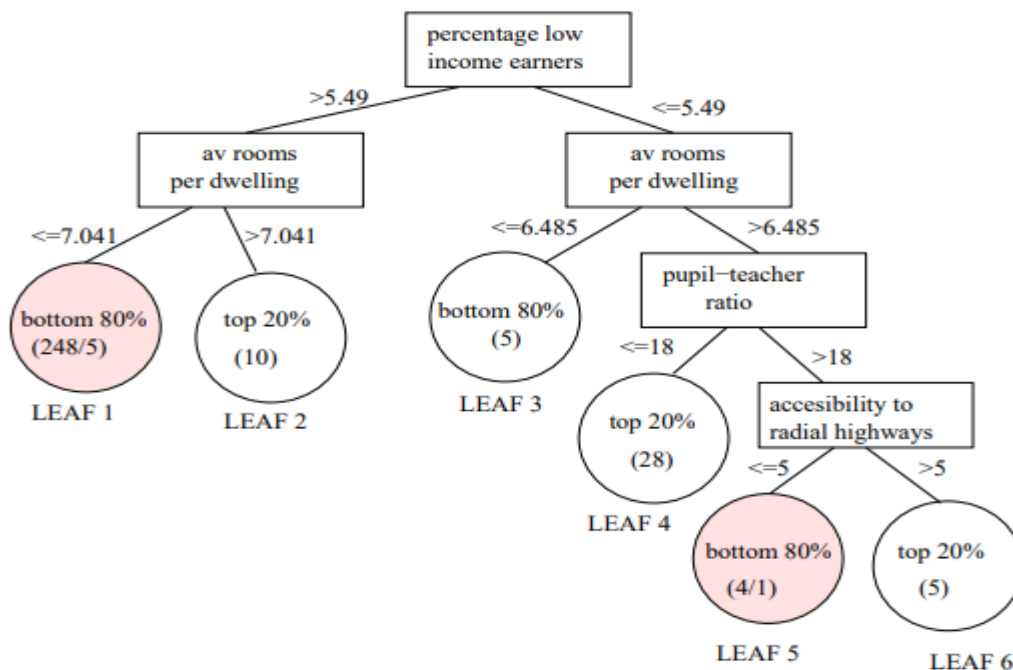 percentage low
income earners
>5.49
<=5.49
av rooms
per dwelling
av rooms
per dwelling
<=7.041
>7.041
<=6.485
>6.485
bottom 80%
(248/5)
LEAF 1
top 20%
(10)
LEAF 2
bottom 80%
(5)
LEAF 3
pupil−teacher
ratio
<=18
>18
top 20%
(28)
LEAF 4
accesibility to
radial highways
<=5
>5
bottom 80%
(4/1)
LEAF 5
top 20%
(5)
LEAF 6